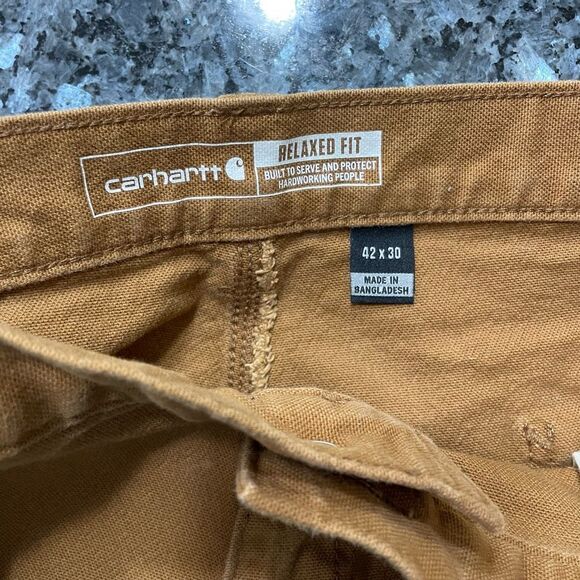 carhartt
RELAXED FIT
BUILT TO SERVE AND PROTECT
HARDWORKING PEOPLE
42 x 30
MADE IN
BANGLADESH